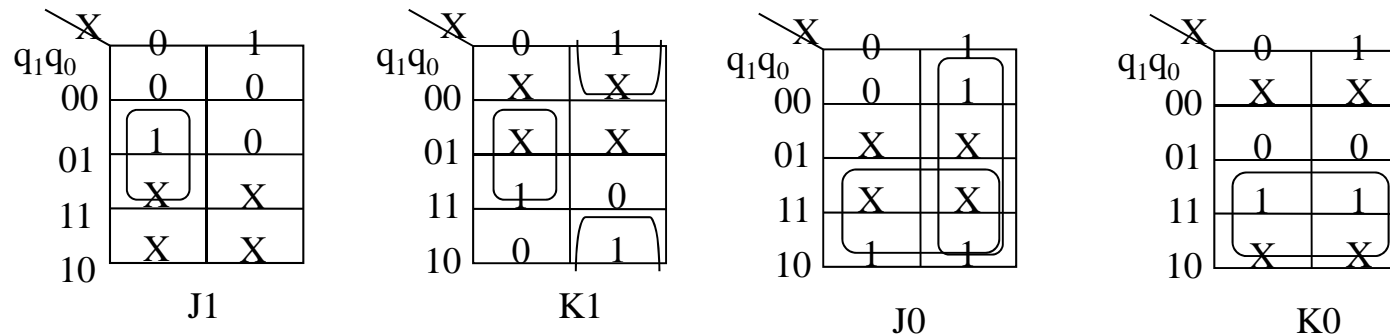 X 0 1
q₁q₀
00 0 0
01 1 0
11 X X
10 X X
J1
X 0 1
q₁q₀
00 X X
01 X X
11 1 0
10 0 1
K1
X 0 1
q₁q₀
00 0 1
01 X X
11 X X
10 1 1
J0
X 0 1
q₁q₀
00 X X
01 0 0
11 1 1
10 X X
K0